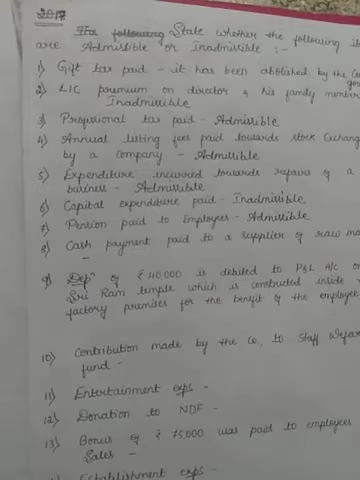 2017
State whether the following
are Admissible or Inadmissible :-
1) Gift tax paid - it has been abolished by the
2) LIC premium on director & his family member
Inadmissible
3) Professional tax paid - Admissible
4) Annual listing fees paid towards stock Exchange
by a company - Admissible
5) Expenditure incurred towards repairs of a
business - Admissible
6) Capital expenditure paid - Inadmissible
7) Pension paid to Employees - Admissible
8) Cash payment paid to a supplier of raw
-
9) Depn of ₹ 40,000 is debited to P&L A/c on
Sri Ram temple which is constructed inside
factory premises for the benefit of the employee
10) Contribution made by the Co., to Staff Welfare
fund -
11) Entertainment exps -
12) Donation to NDF -
13) Bonus of ₹ 75,000 was paid to employees
Sales -
Establishment exps -